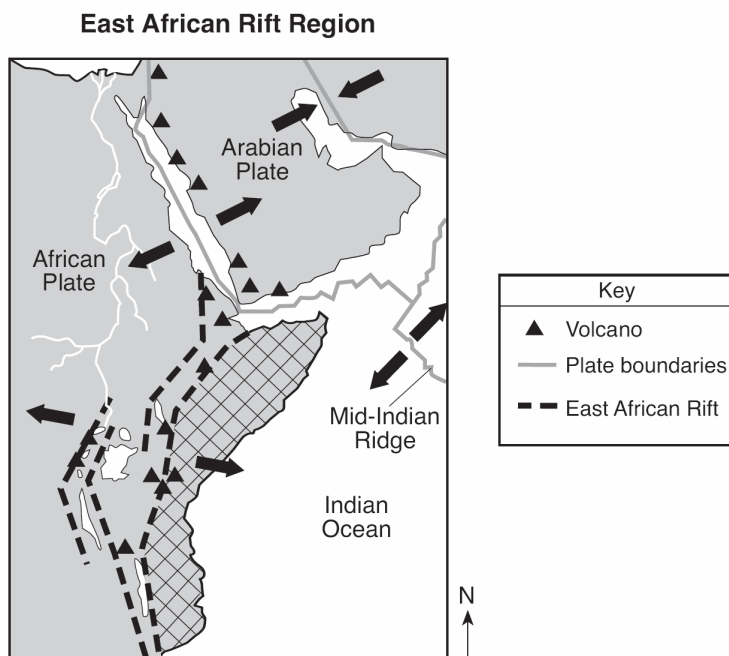 East African Rift Region
Arabian
Plate
African
Plate
Mid-Indian
Ridge
Indian
Ocean
Key
Volcano
Plate boundaries
East African Rift
N